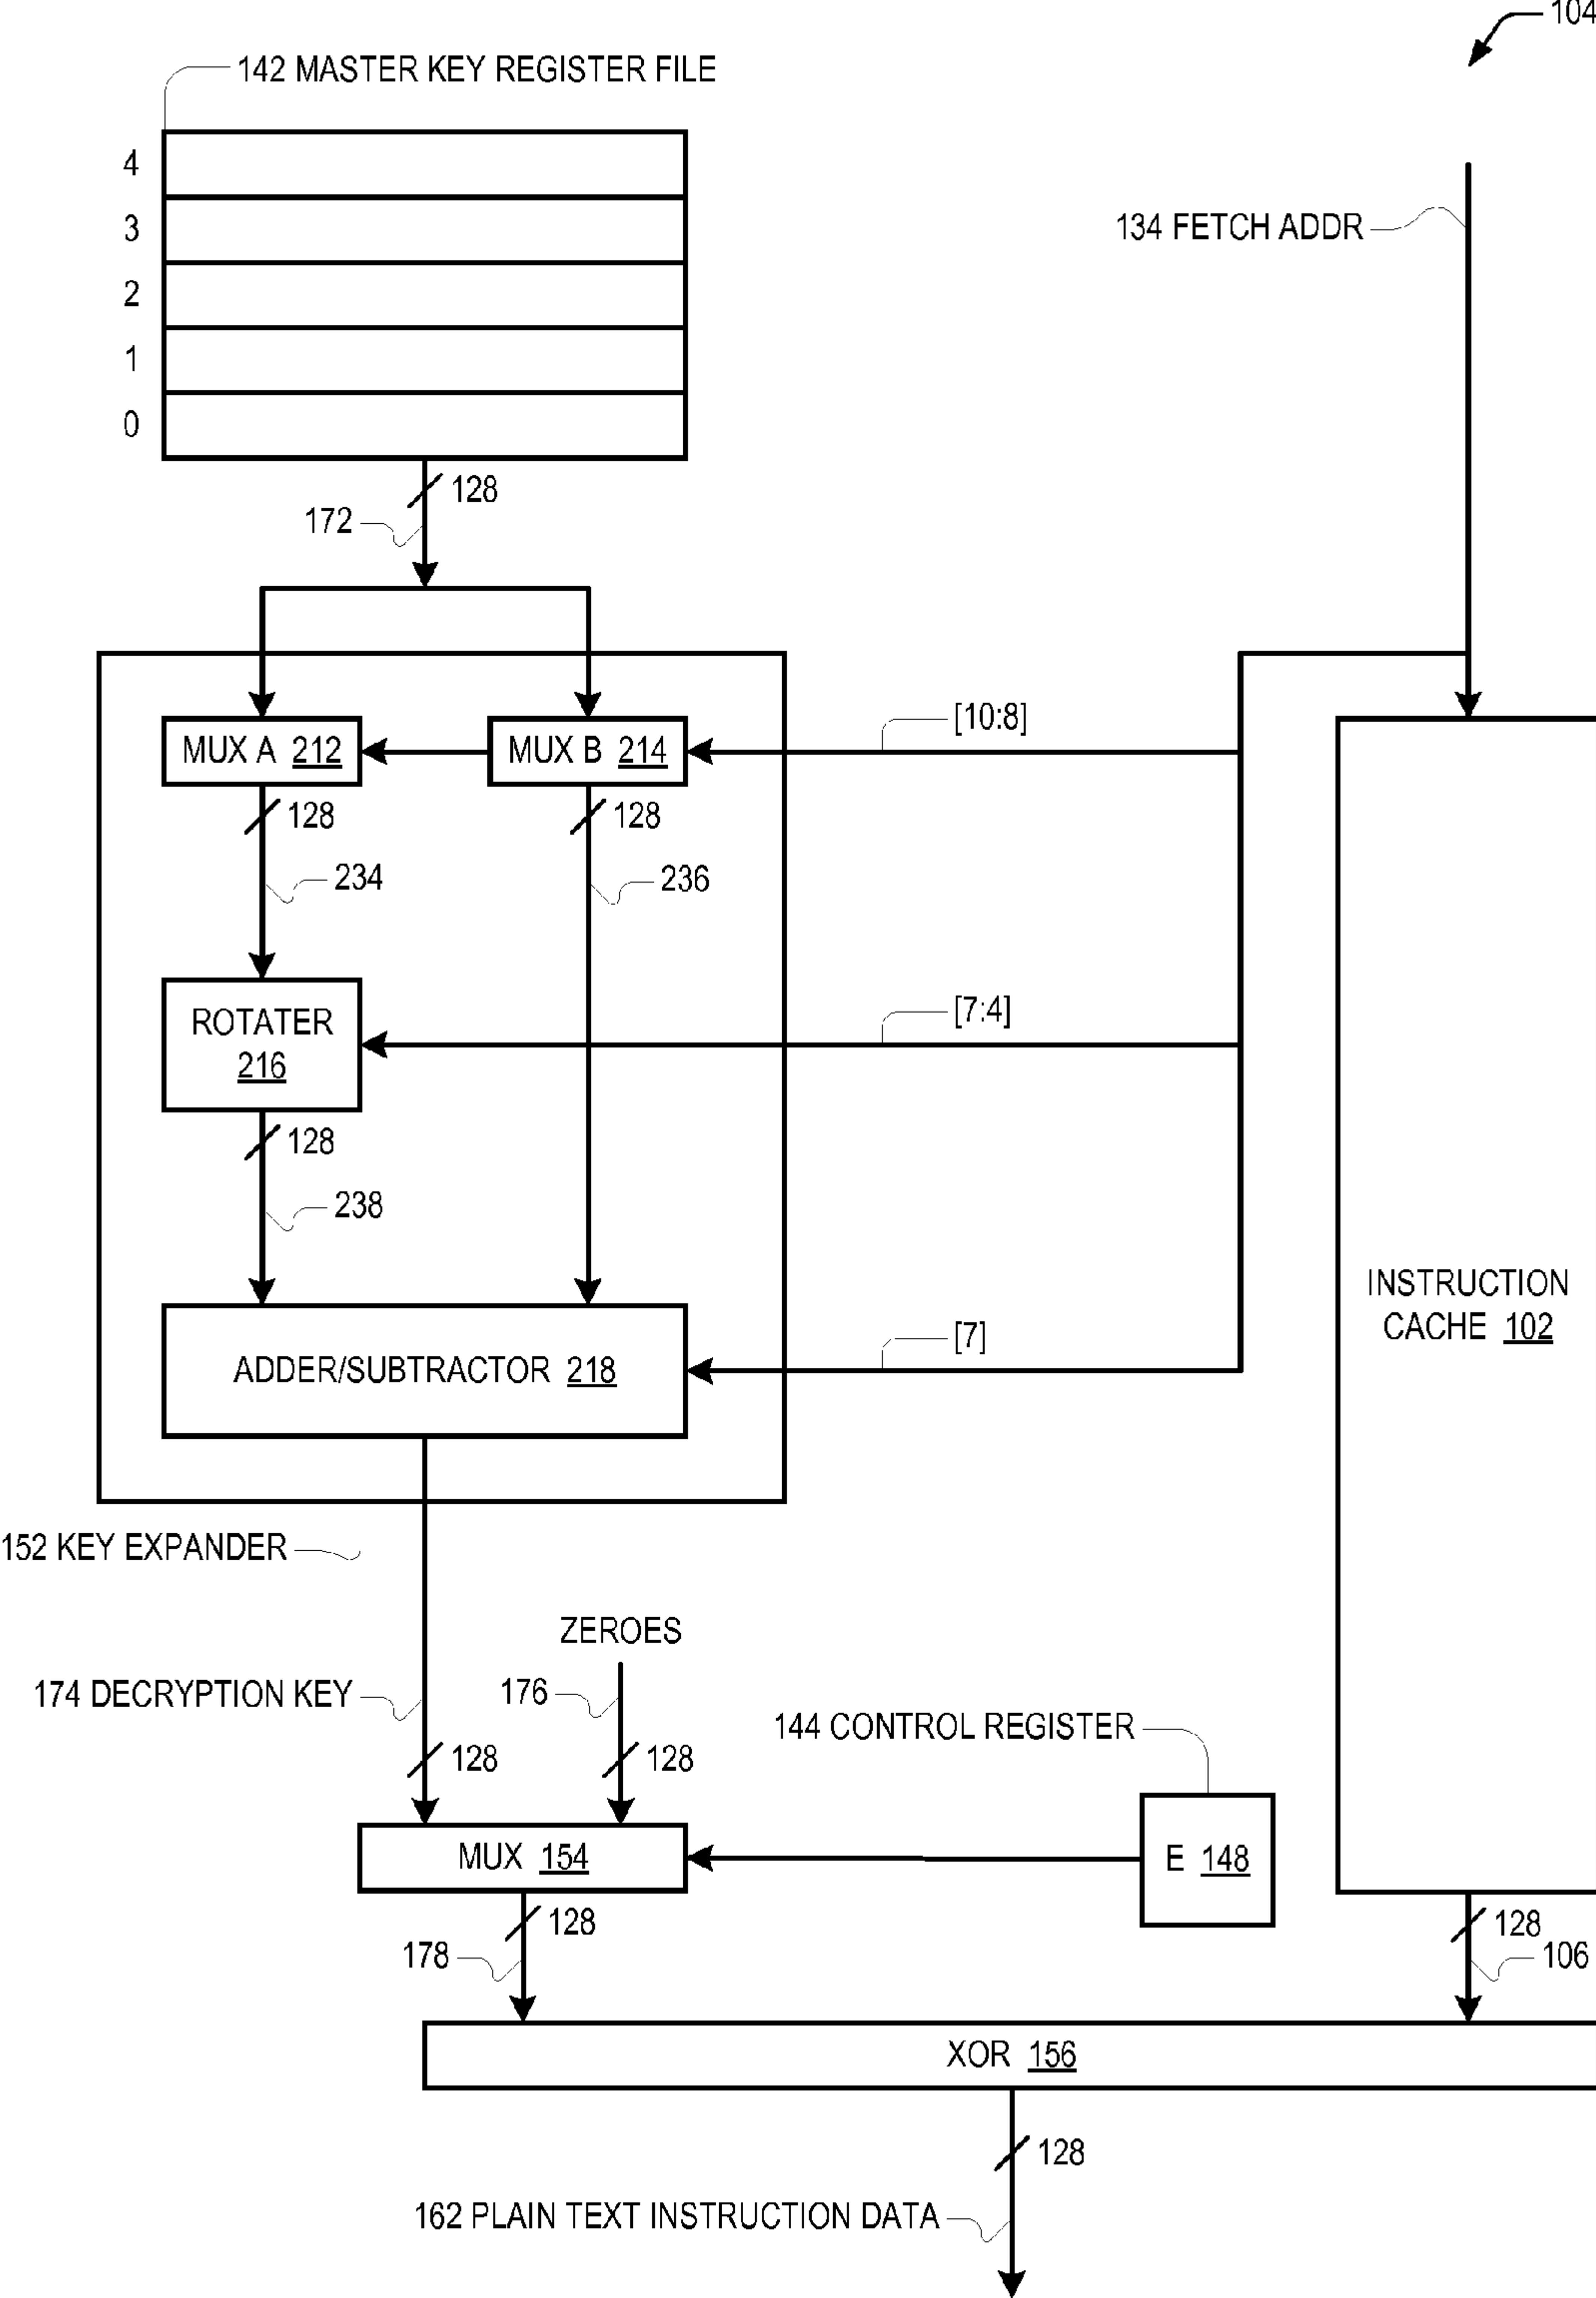 104
142 MASTER KEY REGISTER FILE
4
3
134 FETCH ADDR
2
1
0
128
172
[10:8]
MUX A 212
MUX B 214
128
128
234
236
[7:4]
ROTATER
216
128
238
INSTRUCTION
CACHE 102
[7]
ADDER/SUBTRACTOR 218
152 KEY EXPANDER
ZEROES
174 DECRYPTION KEY
176
144 CONTROL REGISTER
128
128
MUX 154
E 148
128
128
178
106
XOR 156
128
162 PLAIN TEXT INSTRUCTION DATA